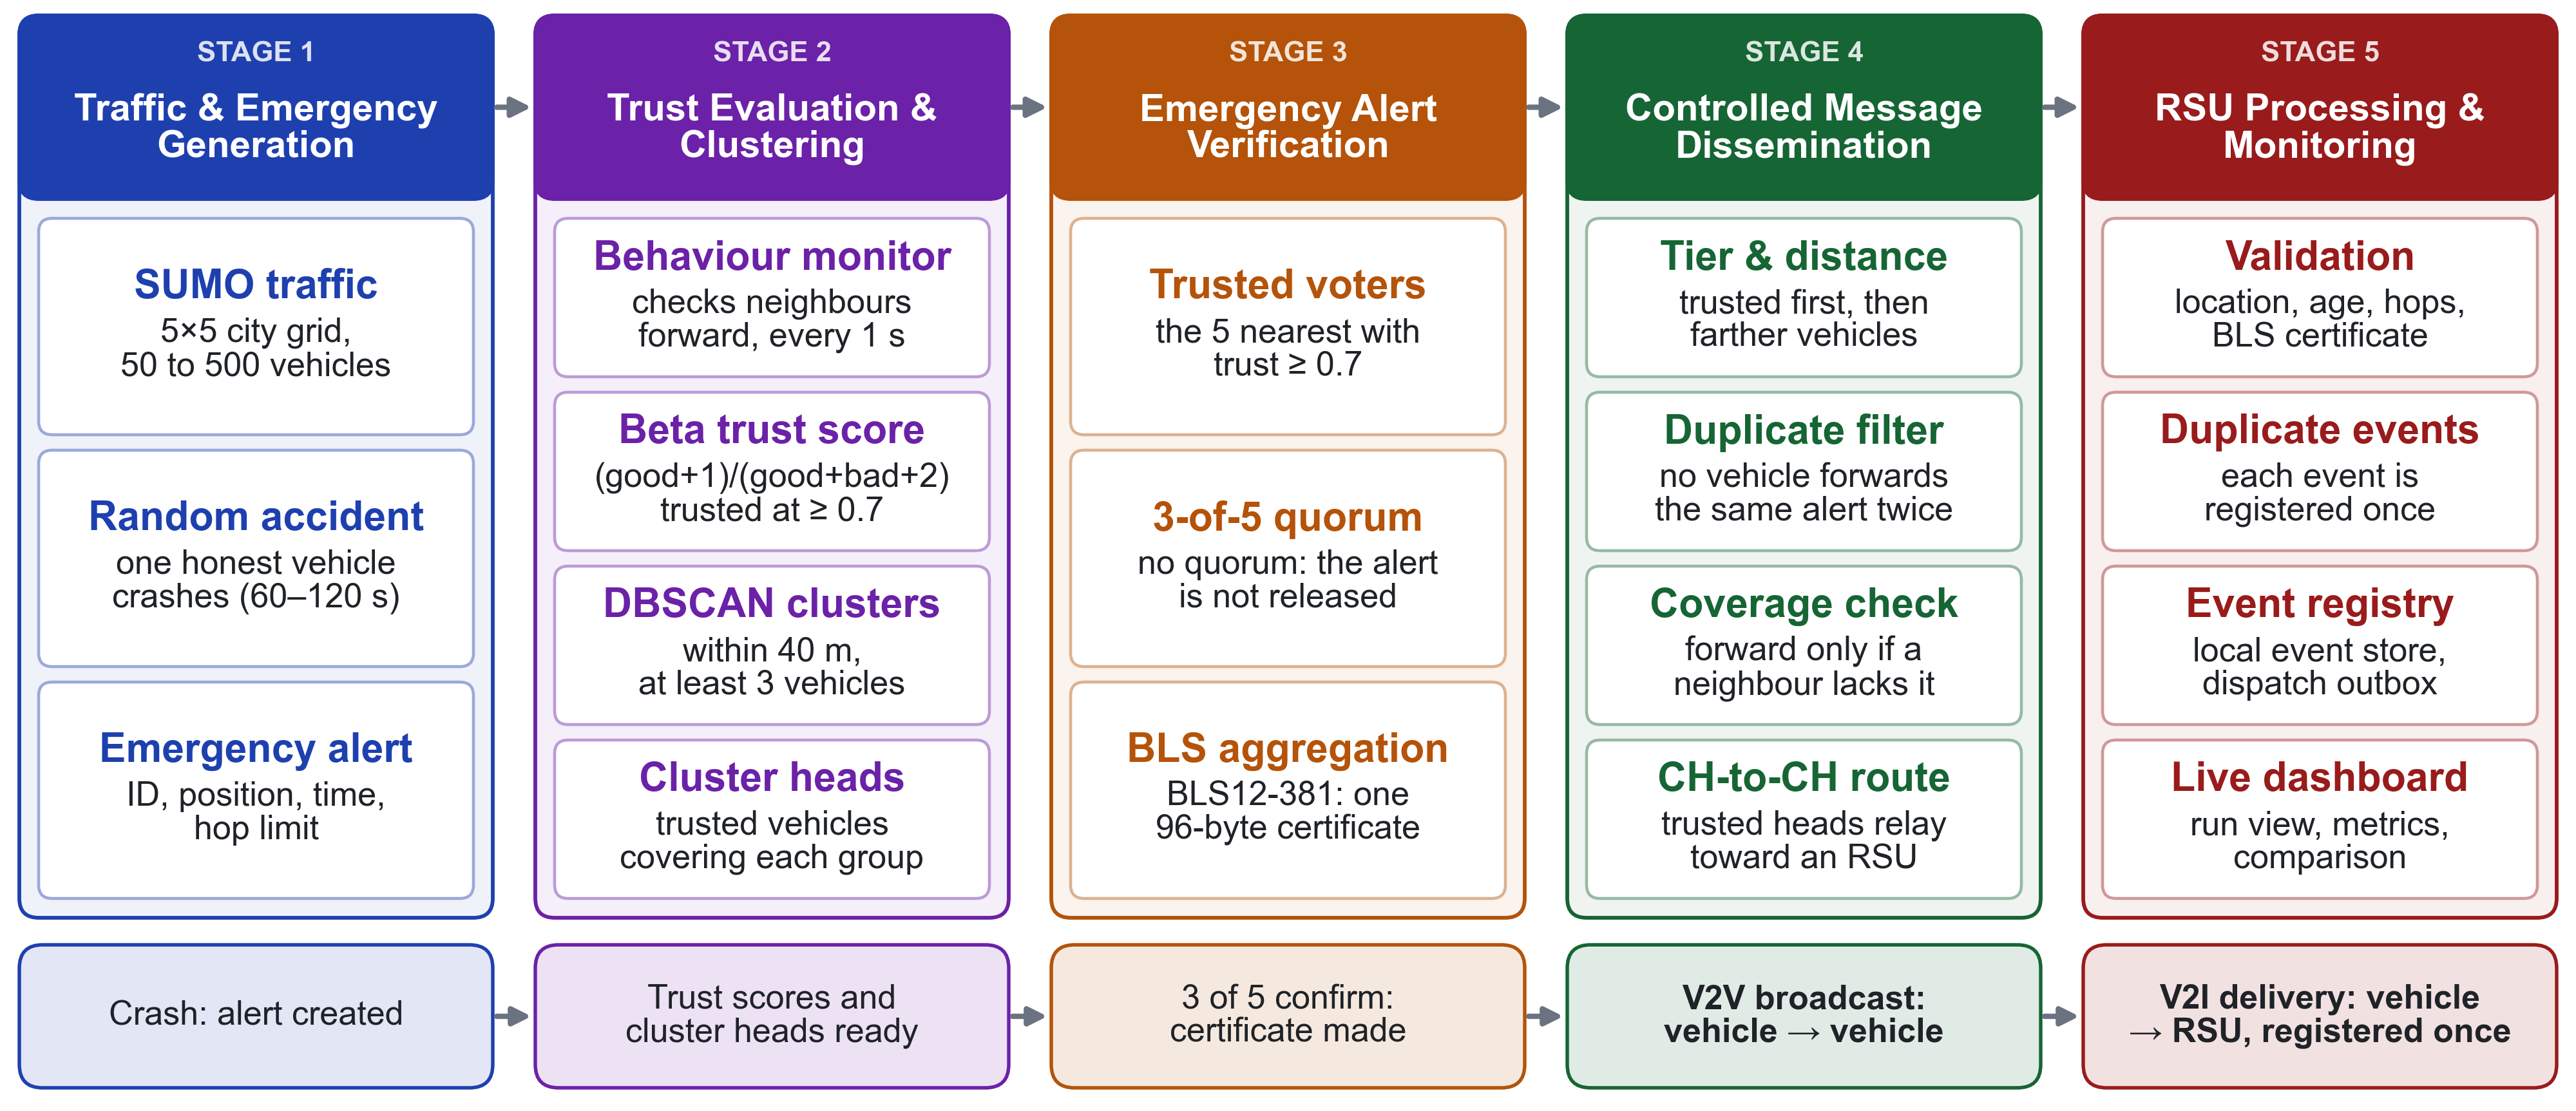 STAGE 1
Traffic & Emergency
Generation
SUMO traffic
5×5 city grid,
50 to 500 vehicles
Random accident
one honest vehicle
crashes (60–120 s)
Emergency alert
ID, position, time,
hop limit
Crash: alert created
STAGE 2
Trust Evaluation &
Clustering
Behaviour monitor
checks neighbours
forward, every 1 s
Beta trust score
(good+1)/(good+bad+2)
trusted at ≥ 0.7
DBSCAN clusters
within 40 m,
at least 3 vehicles
Cluster heads
trusted vehicles
covering each group
Trust scores and
cluster heads ready
STAGE 3
Emergency Alert
Verification
Trusted voters
the 5 nearest with
trust ≥ 0.7
3-of-5 quorum
no quorum: the alert
is not released
BLS aggregation
BLS12-381: one
96-byte certificate
3 of 5 confirm:
certificate made
STAGE 4
Controlled Message
Dissemination
Tier & distance
trusted first, then
farther vehicles
Duplicate filter
no vehicle forwards
the same alert twice
Coverage check
forward only if a
neighbour lacks it
CH-to-CH route
trusted heads relay
toward an RSU
V2V broadcast:
vehicle → vehicle
STAGE 5
RSU Processing &
Monitoring
Validation
location, age, hops,
BLS certificate
Duplicate events
each event is
registered once
Event registry
local event store,
dispatch outbox
Live dashboard
run view, metrics,
comparison
V2I delivery: vehicle
→ RSU, registered once